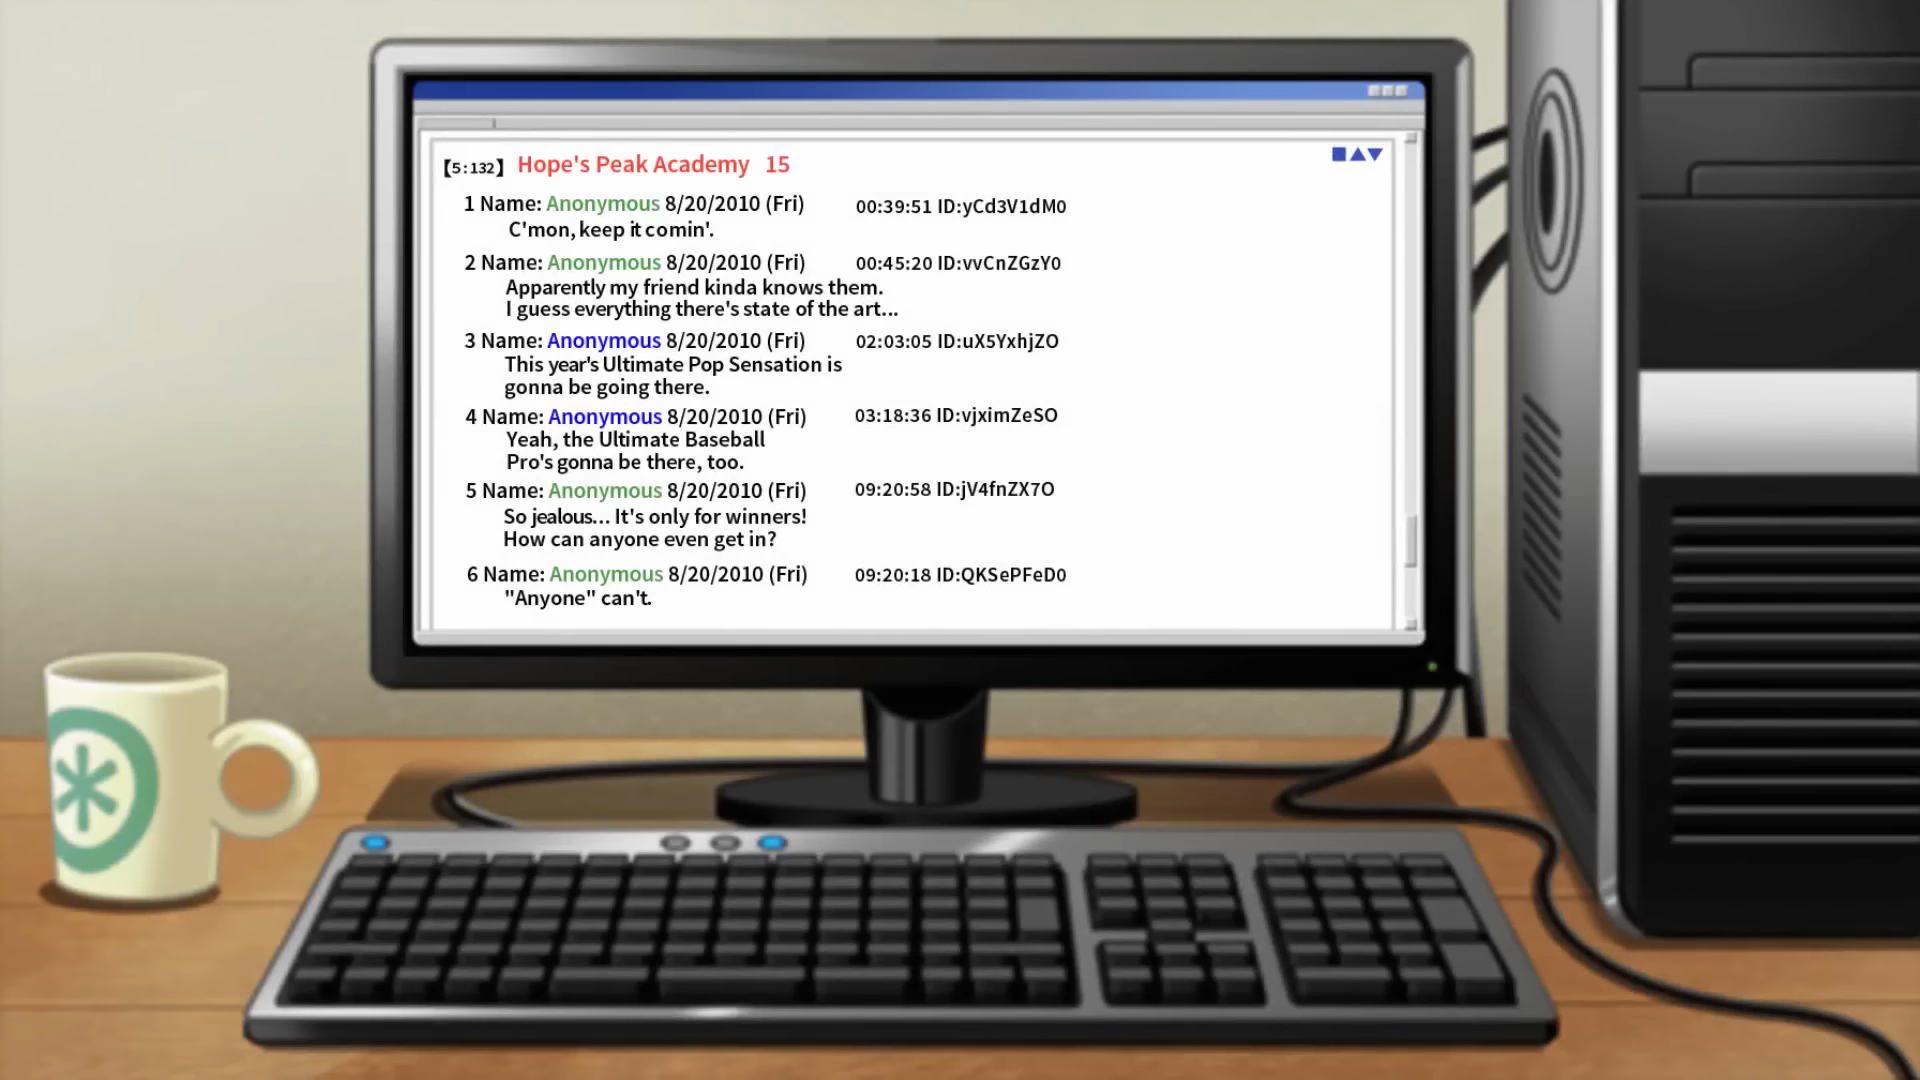 【5:132】 Hope's Peak Academy 15
1 Name: Anonymous 8/20/2010 (Fri) 00:39:51 ID:yCd3V1dM0
C'mon, keep it comin'.
2 Name: Anonymous 8/20/2010 (Fri) 00:45:20 ID:vvCnZGzY0
Apparently my friend kinda knows them.
I guess everything there's state of the art...
3 Name: Anonymous 8/20/2010 (Fri) 02:03:05 ID:uX5YxhjZO
This year's Ultimate Pop Sensation is
gonna be going there.
4 Name: Anonymous 8/20/2010 (Fri) 03:18:36 ID:vjximZeSO
Yeah, the Ultimate Baseball
Pro's gonna be there, too.
5 Name: Anonymous 8/20/2010 (Fri) 09:20:58 ID:jV4fnZX7O
So jealous... It's only for winners!
How can anyone even get in?
6 Name: Anonymous 8/20/2010 (Fri) 09:20:18 ID:QKSePFeD0
"Anyone" can't.